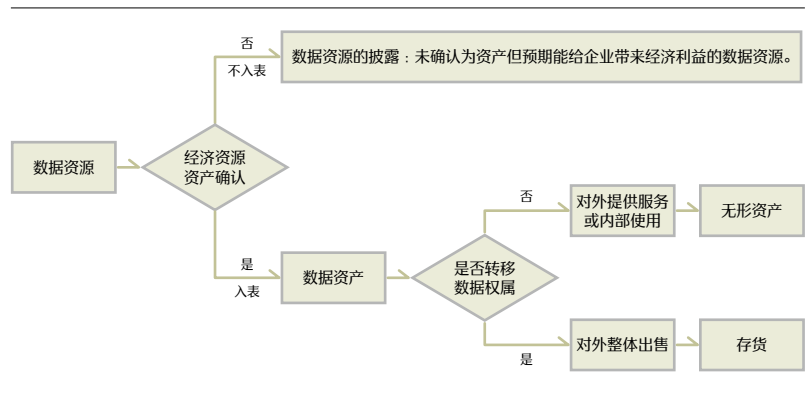 否
不入表
数据资源的披露：未确认为资产但预期能给企业带来经济利益的数据资源。
数据资源
经济资源
资产确认
是
入表
数据资产
是否转移
数据权属
否
对外提供服务
或内部使用
无形资产
是
对外整体出售
存货